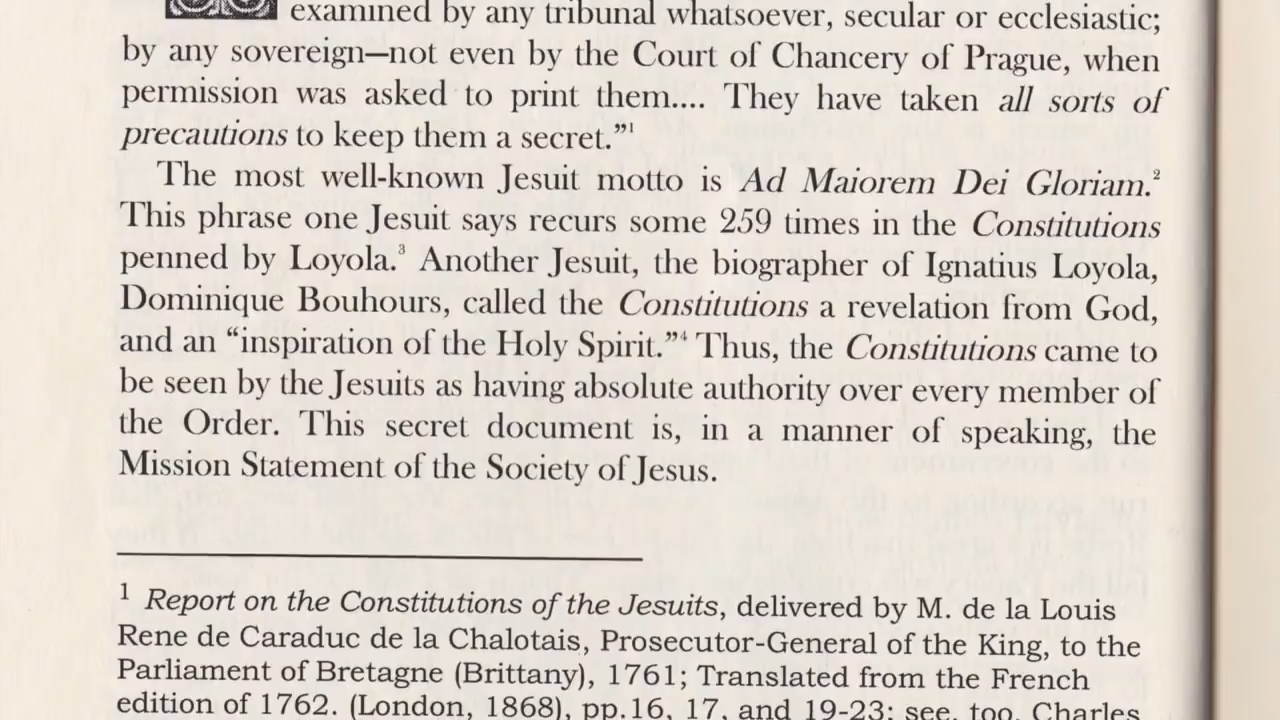 examined by any tribunal whatsoever, secular or ecclesiastic;
by any sovereign—not even by the Court of Chancery of Prague, when
permission was asked to print them.... They have taken all sorts of
precautions to keep them a secret.”¹
The most well-known Jesuit motto is Ad Maiorem Dei Gloriam.²
This phrase one Jesuit says recurs some 259 times in the Constitutions
penned by Loyola.³ Another Jesuit, the biographer of Ignatius Loyola,
Dominique Bouhours, called the Constitutions a revelation from God,
and an “inspiration of the Holy Spirit.”⁴ Thus, the Constitutions came to
be seen by the Jesuits as having absolute authority over every member of
the Order. This secret document is, in a manner of speaking, the
Mission Statement of the Society of Jesus.
¹ Report on the Constitutions of the Jesuits, delivered by M. de la Louis
Rene de Caraduc de la Chalotais, Prosecutor-General of the King, to the
Parliament of Bretagne (Brittany), 1761; Translated from the French
edition of 1762. (London, 1868), pp.16, 17, and 19-23; see, too, Charles